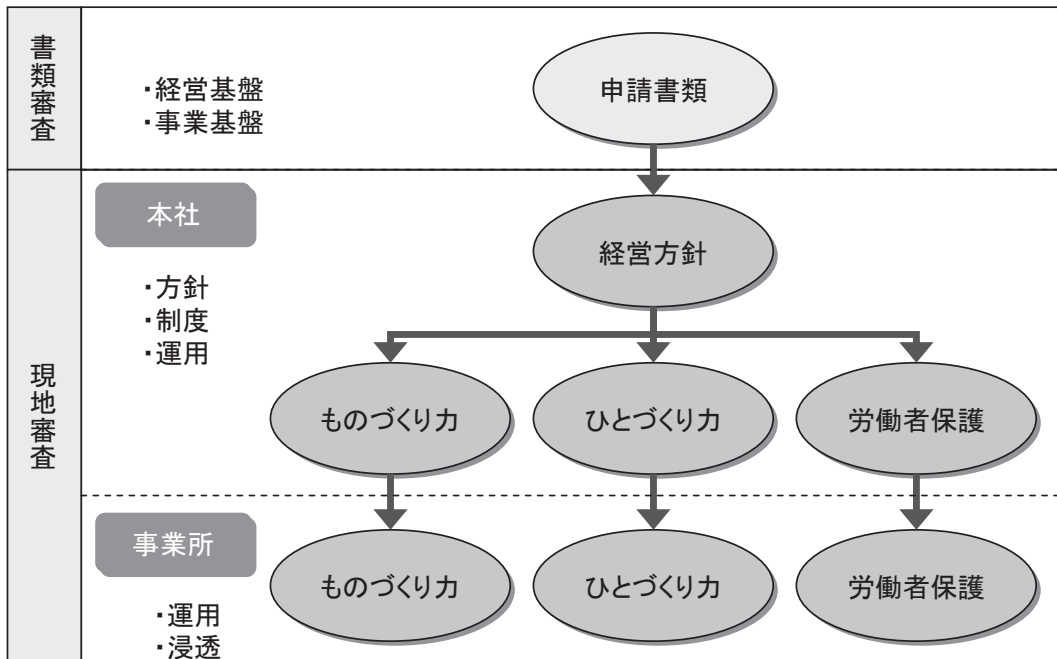 書類審査
・経営基盤
・事業基盤
申請書類
現地審査
本社
・方針
・制度
・運用
経営方針
ものづくり力
ひとづくり力
労働者保護
事業所
・運用
・浸透
ものづくり力
ひとづくり力
労働者保護